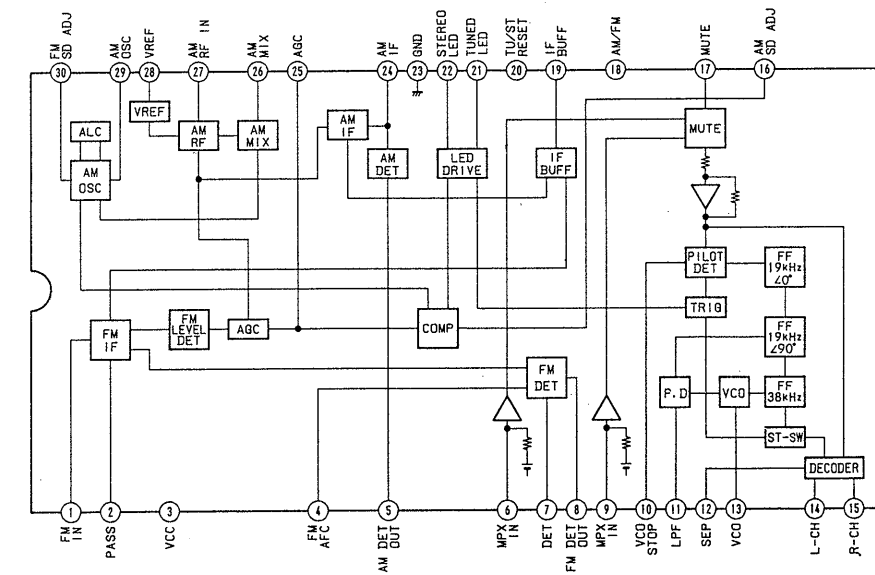 FM
SD ADJ
AM
OSC
VREF
AM
RF IN
AM
MIX
AGC
AM
IF
GND
STEREO
LED
TUNED
LED
TU/ST
RESET
IF
BUFF
AM/FM
MUTE
AM
SD ADJ
30
29
28
27
26
25
24
23
22
21
20
19
18
17
16
VREF
ALC
AM
RF
AM
MIX
AM
IF
MUTE
AM
OSC
AM
DET
LED
DRIVE
IF
BUFF
PILOT
DET
FF
19kHz
∠0°
TRIG
FM
IF
FM
LEVEL
DET
AGC
COMP
FF
19kHz
∠90°
FM
DET
P.D
VCO
FF
38kHz
ST-SW
DECODER
1
2
3
4
5
6
7
8
9
10
11
12
13
14
15
FM
IN
PASS
VCC
FM
AFC
AM DET
OUT
MPX
IN
DET
FM DET
OUT
MPX
IN
VCO
STOP
LPF
SEP
VCO
L-CH
R-CH